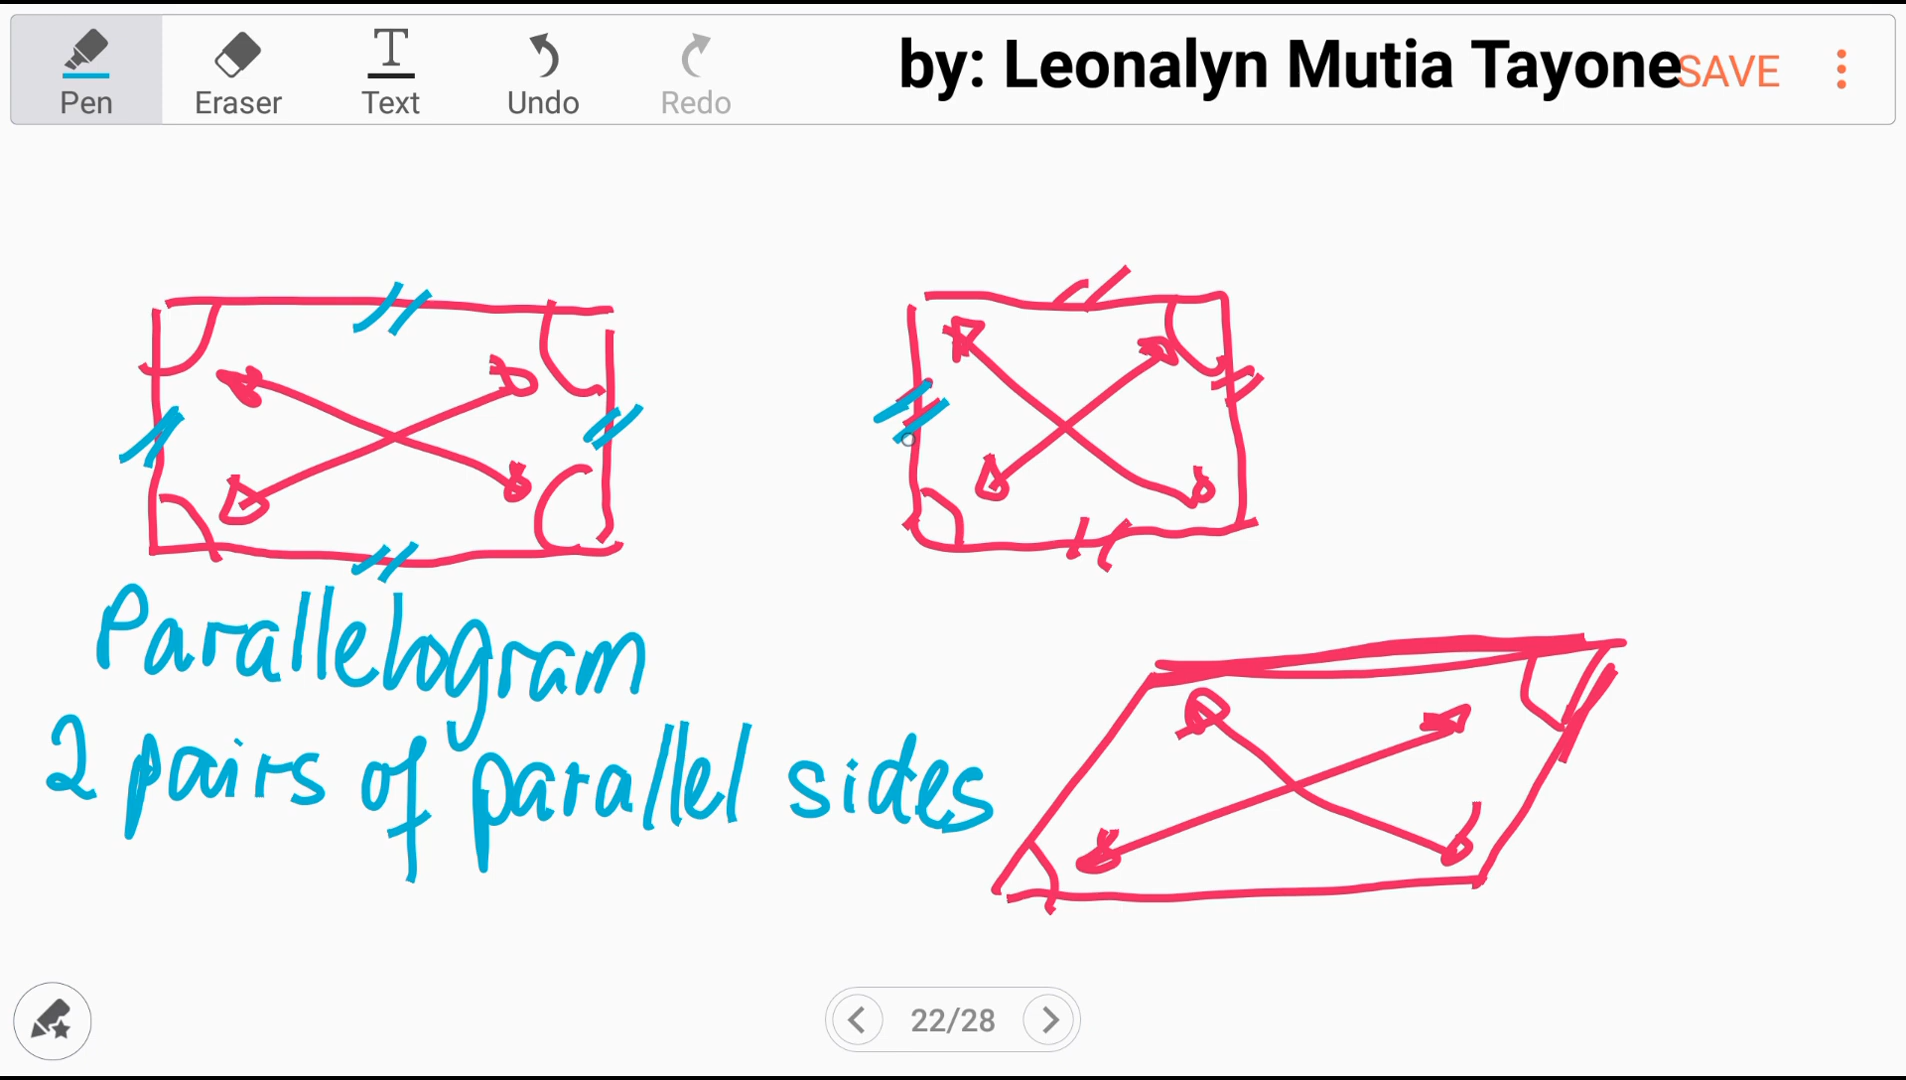 Pen
Eraser
Text
Undo
Redo
by: Leonalyn Mutia Tayone
SAVE
Parallelogram
2 pairs of parallel sides
22/28